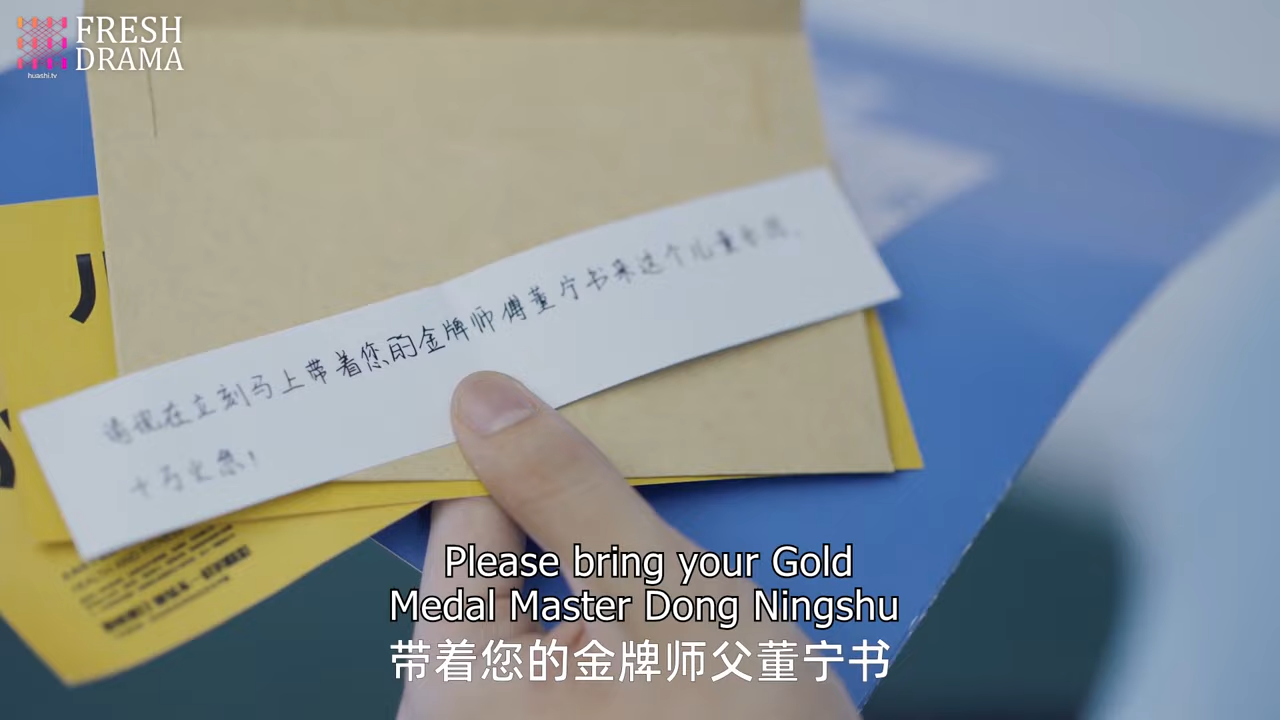 FRESH
DRAMA
huashi.tv
请现在立刻马上带着您的金牌师傅董宁书来这个儿童乐园
十万火急!
Please bring your Gold
Medal Master Dong Ningshu
带着您的金牌师父董宁书